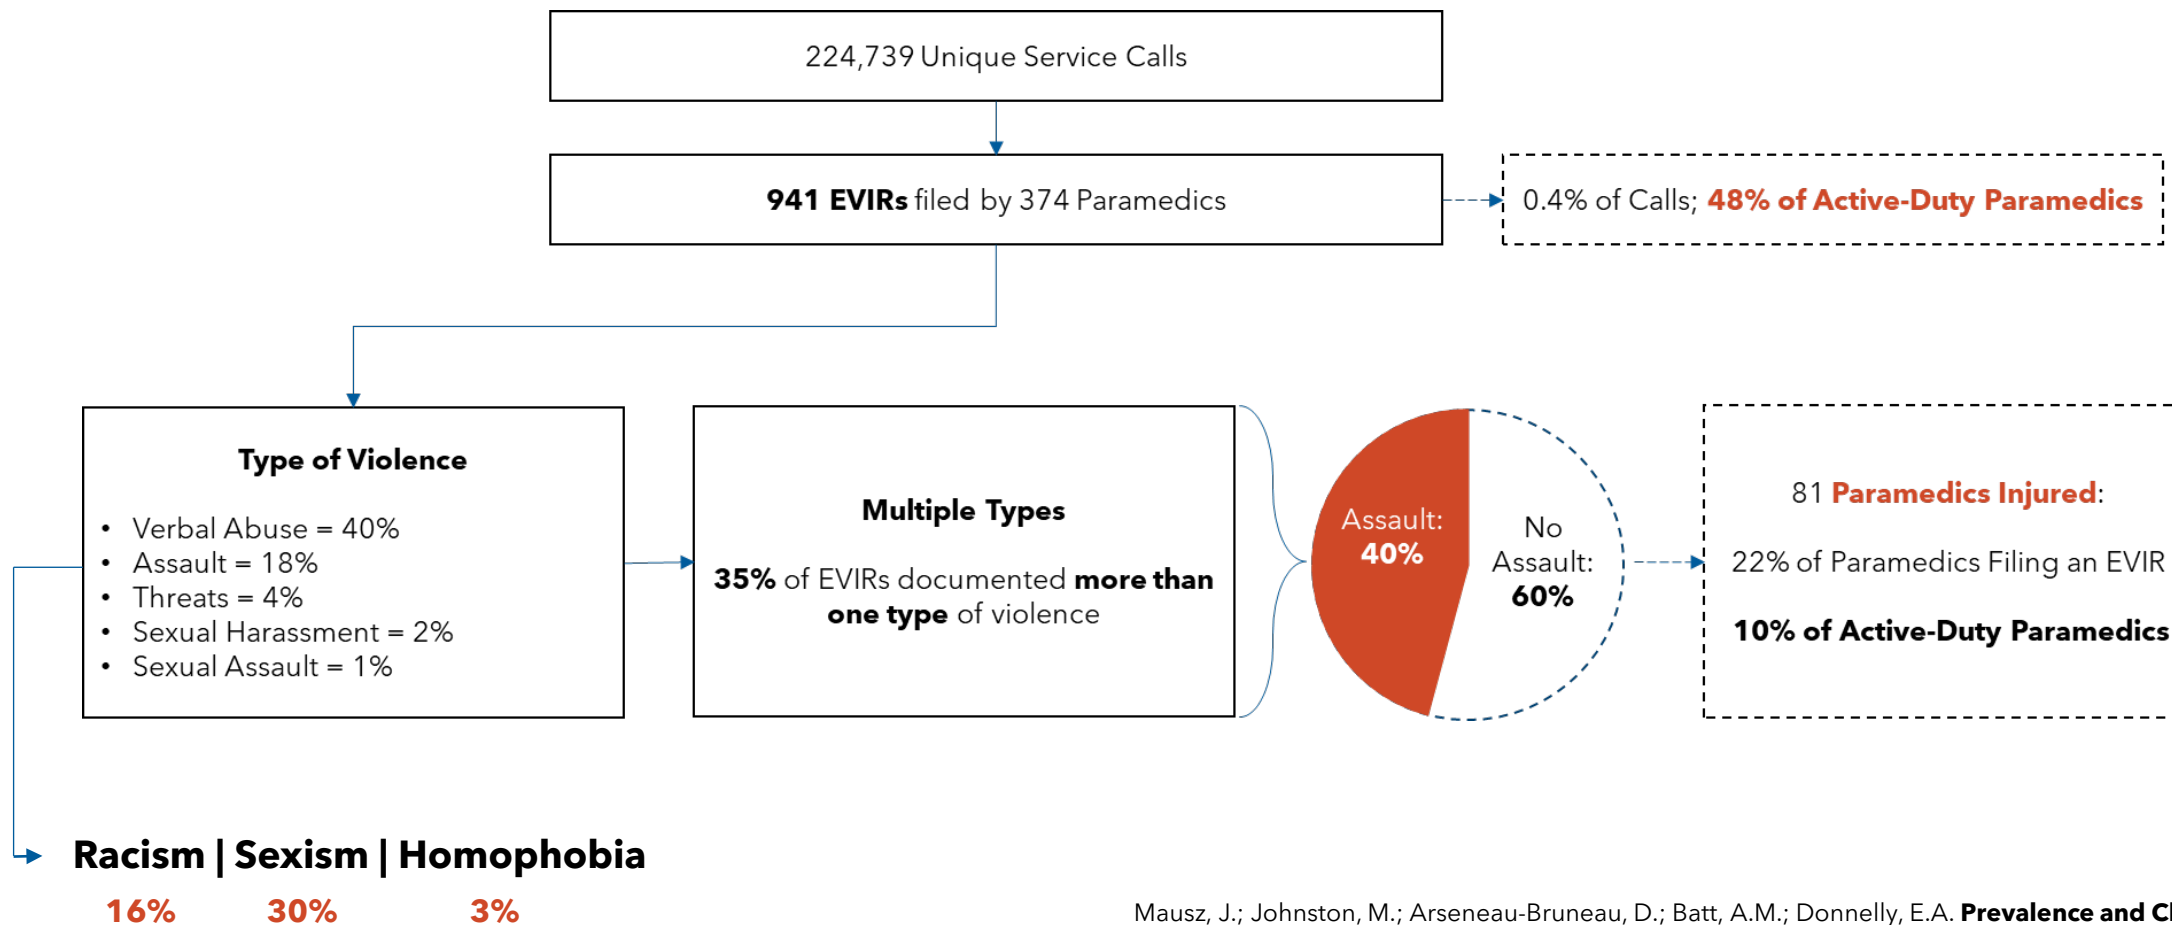 224,739 Unique Service Calls
941 EVIRs filed by 374 Paramedics
0.4% of Calls; 48% of Active-Duty Paramedics
Type of Violence
• Verbal Abuse = 40%
• Assault = 18%
• Threats = 4%
• Sexual Harassment = 2%
• Sexual Assault = 1%
Multiple Types
35% of EVIRs documented more than
one type of violence
Assault:
40%
No
Assault:
60%
81 Paramedics Injured:
22% of Paramedics Filing an EVIR
10% of Active-Duty Paramedics
Racism | Sexism | Homophobia
16% 30% 3%
Mausz, J.; Johnston, M.; Arseneau-Bruneau, D.; Batt, A.M.; Donnelly, E.A. Prevalence and